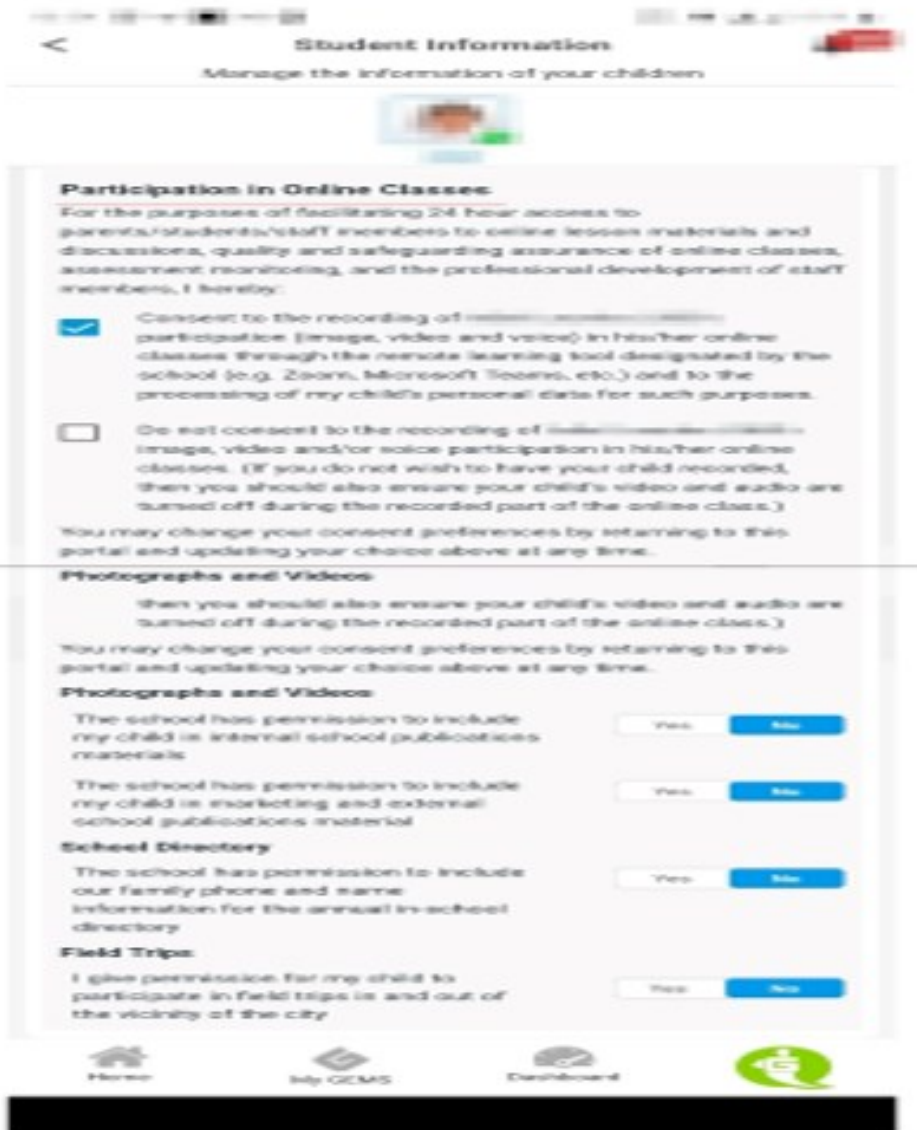 Student Information
Manage the information of your children
Participation in Online Classes
For the purposes of facilitating 24 hour access to
parents/students/staff members to online lesson materials and
discussions, quality and safeguarding assurance of online classes,
assessment monitoring, and the professional development of staff
members, I hereby:
Consent to the recording of
participation (image, video and voice) in his/her online
classes through the remote learning tool designated by the
school (e.g. Zoom, Microsoft Teams, etc.) and to the
processing of my child's personal data for such purposes.
Do not consent to the recording of
image, video and/or voice participation in his/her online
classes. (If you do not wish to have your child recorded,
then you should also ensure your child's video and audio are
turned off during the recorded part of the online class.)
You may change your consent preferences by returning to this
portal and updating your choice above at any time.
Photographs and Videos
then you should also ensure your child's video and audio are
turned off during the recorded part of the online class.)
You may change your consent preferences by returning to this
portal and updating your choice above at any time.
Photographs and Videos
The school has permission to include
my child in internal school publications
materials
Yes No
The school has permission to include
my child in marketing and external
school publications material
Yes No
School Directory
The school has permission to include
our family phone and name
information for the annual in-school
directory
Yes No
Field Trips
I give permission for my child to
participate in field trips in and out of
the vicinity of the city
Yes No
Home My GEMS Dashboard